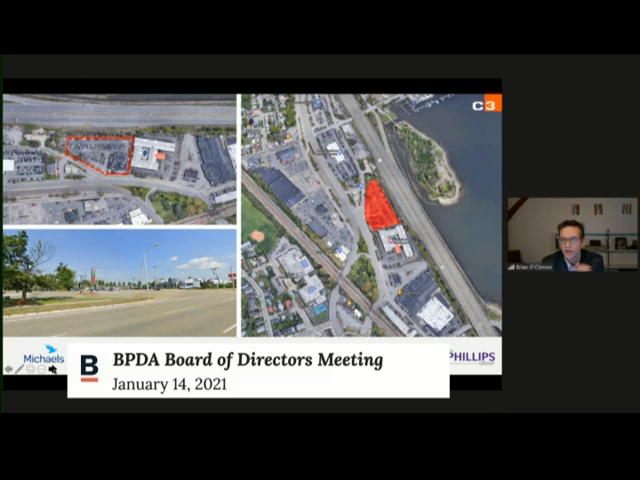 C3
Brian O'Connor
Michaels
PHILLIPS
B
BPDA Board of Directors Meeting
January 14, 2021